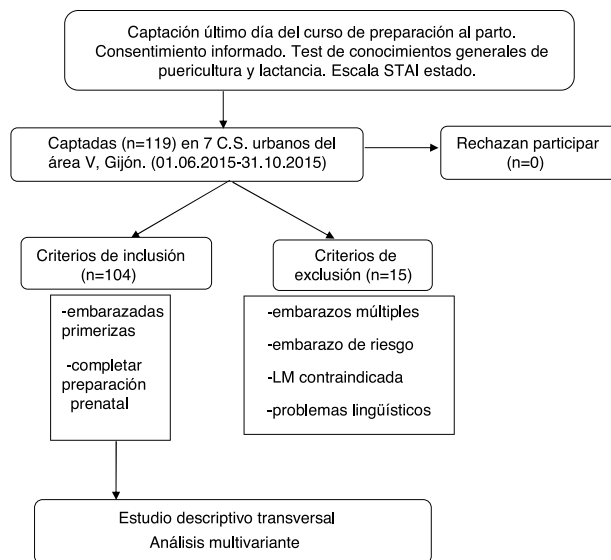 Captación último día del curso de preparación al parto.
Consentimiento informado. Test de conocimientos generales de
puericultura y lactancia. Escala STAI estado.
Captadas (n=119) en 7 C.S. urbanos del
área V, Gijón. (01.06.2015-31.10.2015)
Rechazan participar
(n=0)
Criterios de inclusión
(n=104)
Criterios de
exclusión (n=15)
-embarazadas
primerizas
-completar
preparación
prenatal
-embarazos múltiples
-embarazo de riesgo
-LM contraindicada
-problemas lingüísticos
Estudio descriptivo transversal
Análisis multivariante